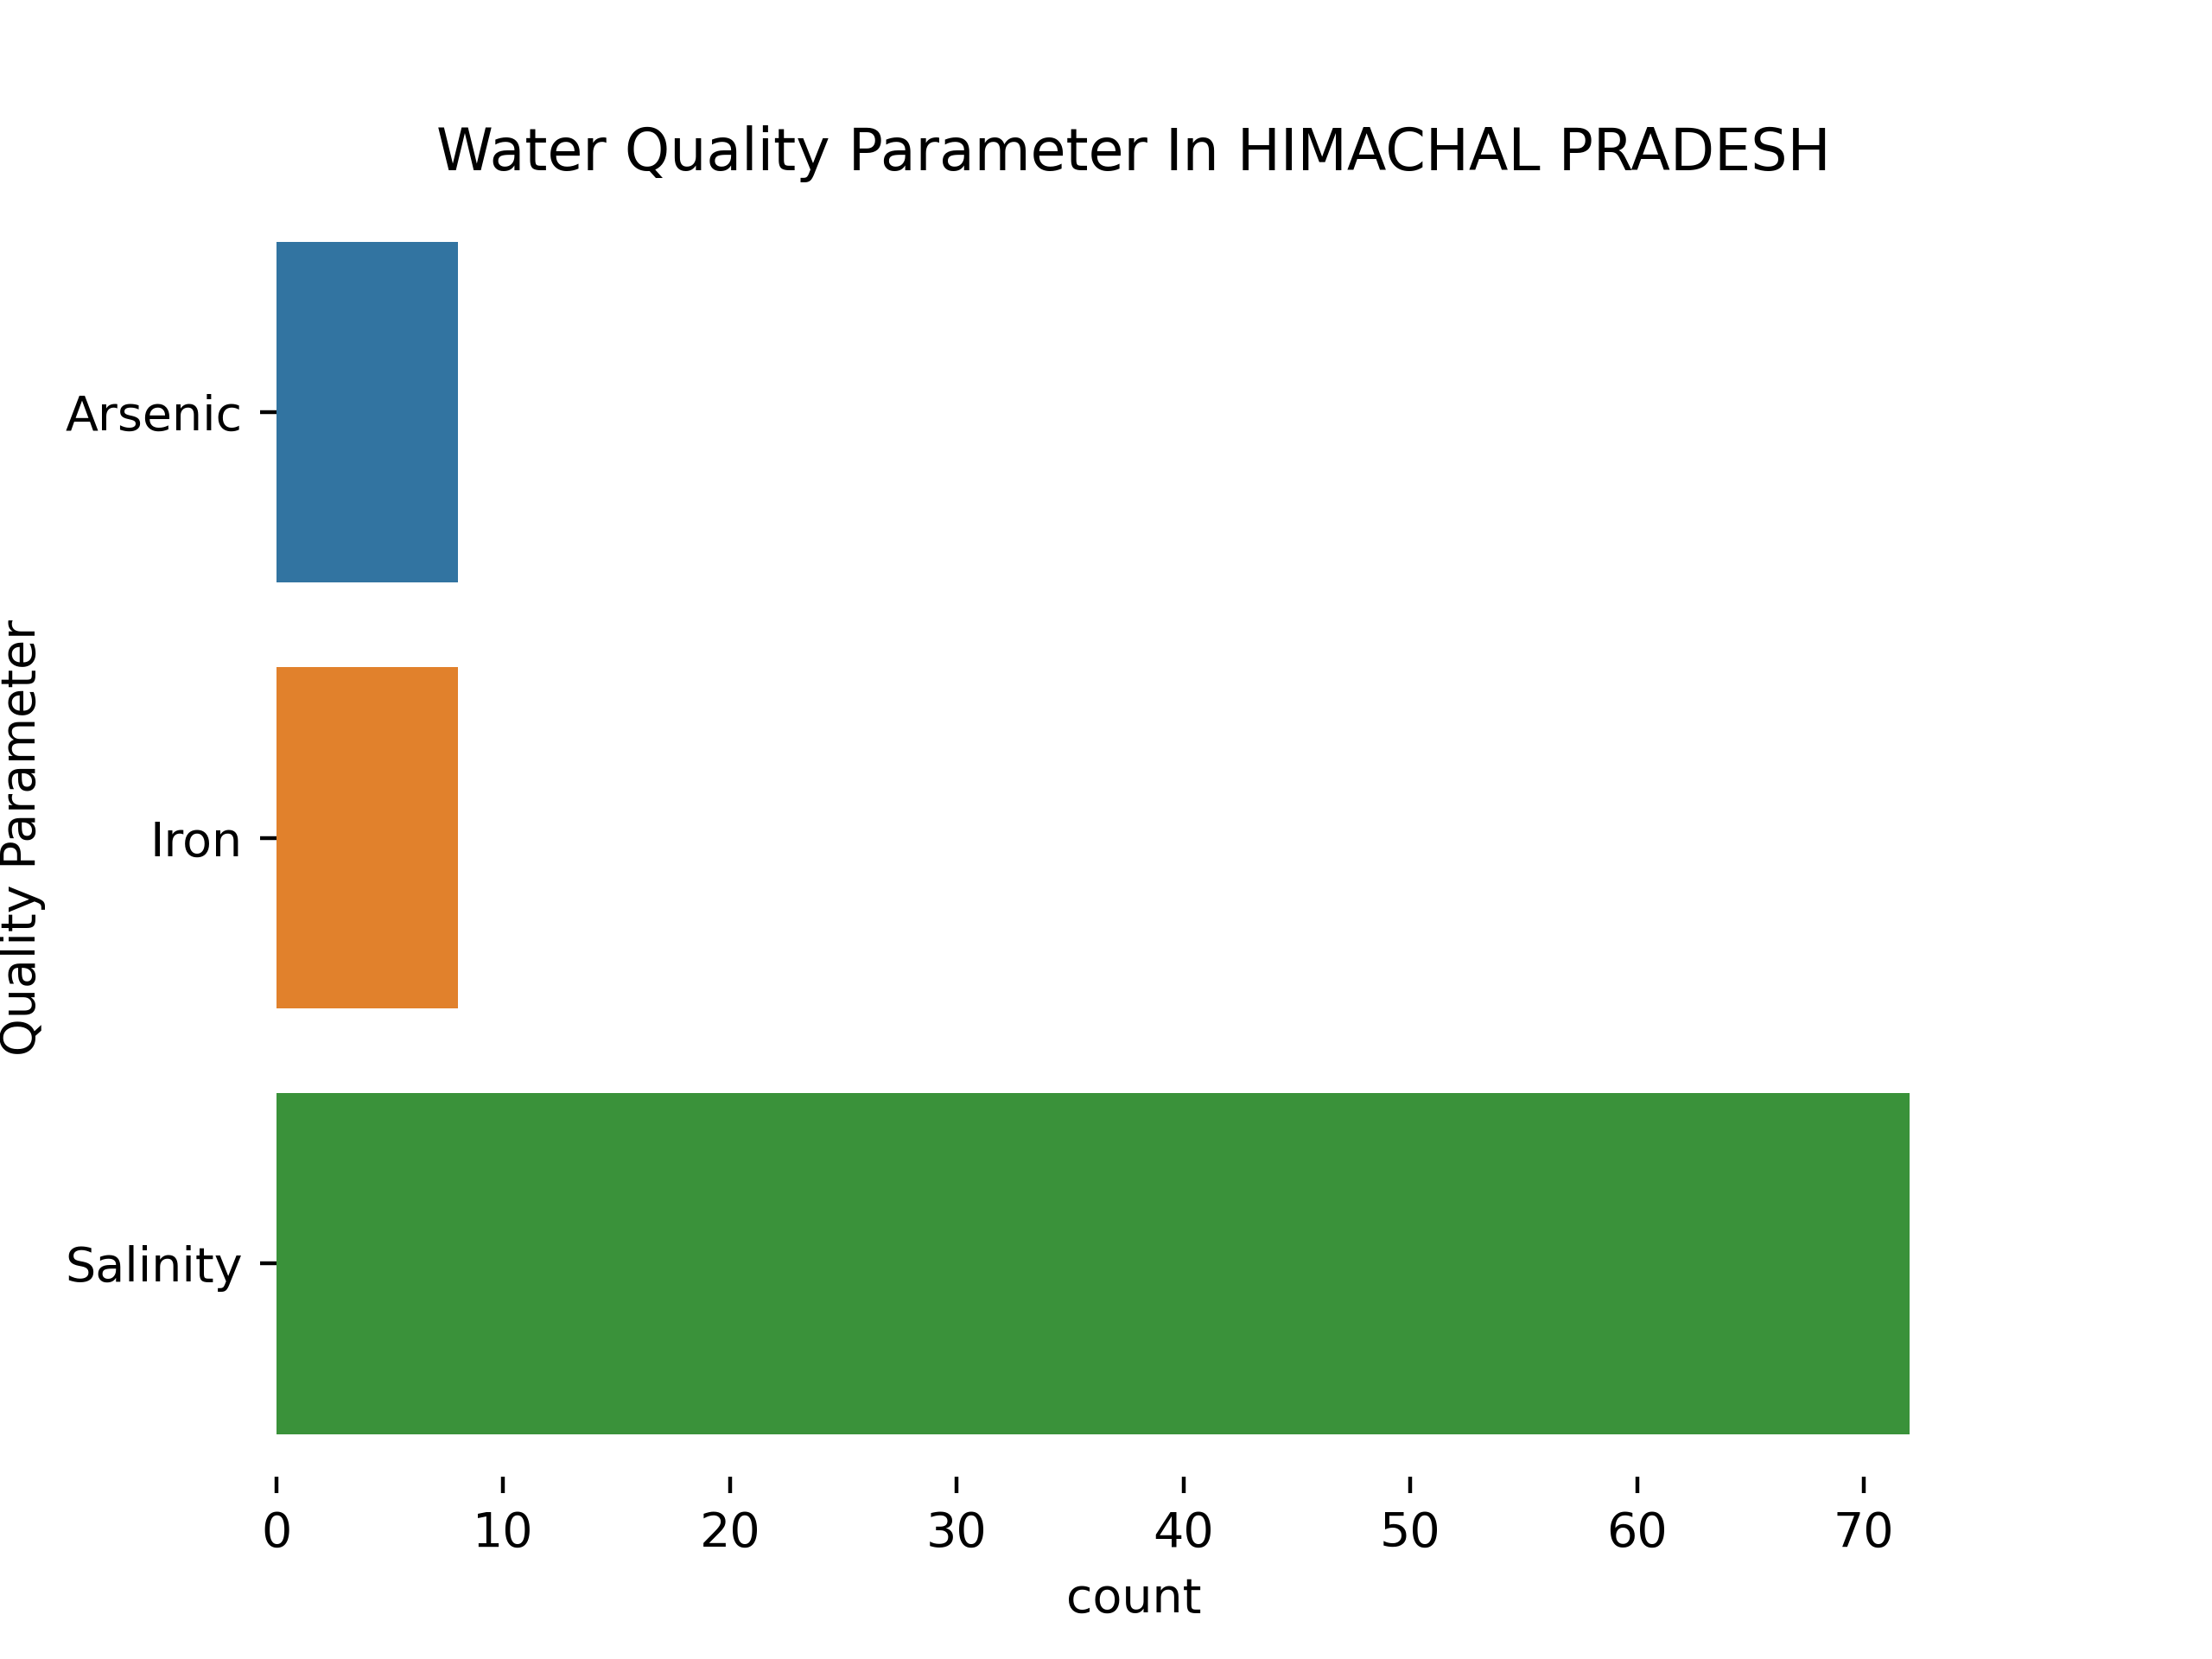 Water Quality Parameter In HIMACHAL PRADESH
Quality Parameter
Arsenic
Iron
Salinity
0 10 20 30 40 50 60 70
count